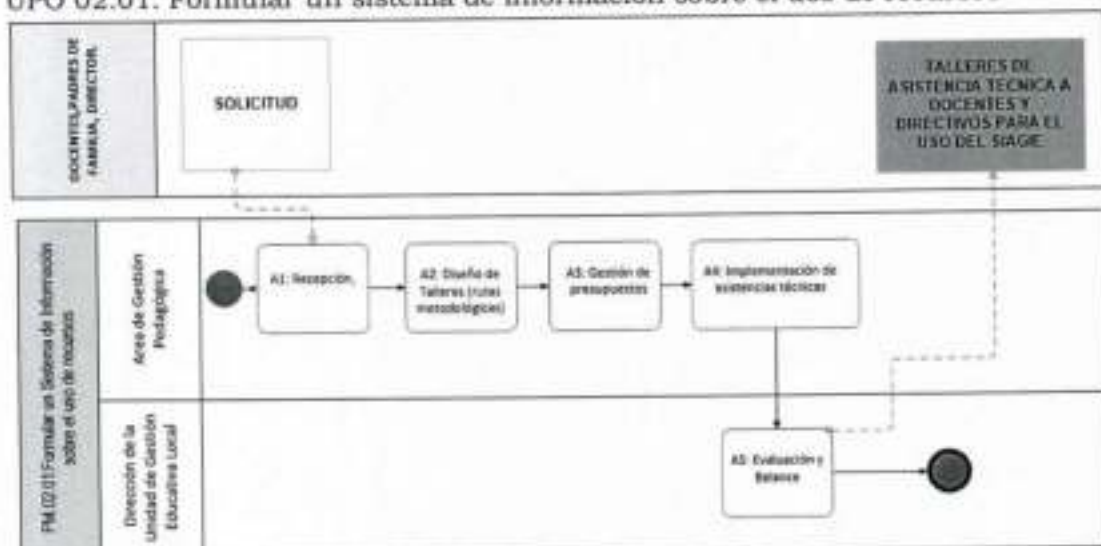 UPO 02.01: Formular un sistema de información sobre el uso de recursos
DOCENTES,PADRES DE
FAMILIA, DIRECTOR.
SOLICITUD
TALLERES DE
ASISTENCIA TECNICA A
DOCENTES Y
DIRECTIVOS PARA EL
USO DEL SIAGIE
PM.02.01:Formular un Sistema de Información
sobre el uso de recursos
Area de Gestión
Pedagógica
A1: Recepción,
A2: Diseño de
Talleres (rutas
metodológicas)
A3: Gestión de
presupuestos
A4: Implementación de
asistencias técnicas
Dirección de la
Unidad de Gestión
Educativa Local
A5: Evaluación y
Balance